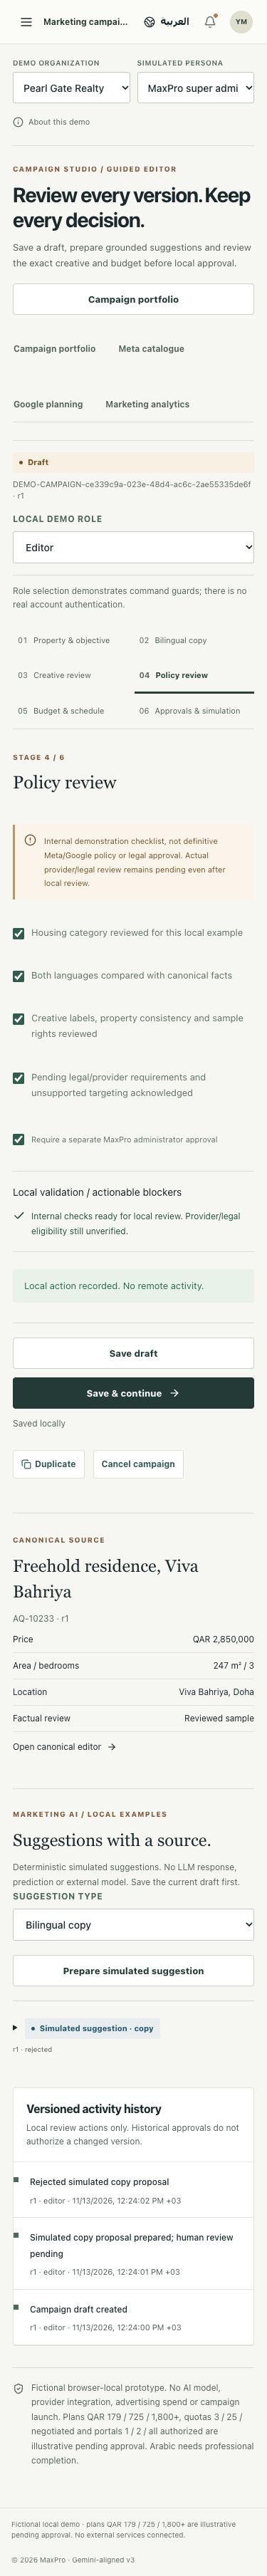 Marketing campai...
العربية
YM
DEMO ORGANIZATION
SIMULATED PERSONA
Pearl Gate Realty
MaxPro super admi
About this demo
CAMPAIGN STUDIO / GUIDED EDITOR
Review every version. Keep
every decision.
Save a draft, prepare grounded suggestions and review
the exact creative and budget before local approval.
Campaign portfolio
Campaign portfolio
Meta catalogue
Google planning
Marketing analytics
Draft
DEMO-CAMPAIGN-ce339c9a-023e-48d4-ac6c-2ae55335de6f
· r1
LOCAL DEMO ROLE
Editor
Role selection demonstrates command guards; there is no
real account authentication.
01 Property & objective
02 Bilingual copy
03 Creative review
04 Policy review
05 Budget & schedule
06 Approvals & simulation
STAGE 4 / 6
Policy review
Internal demonstration checklist, not definitive
Meta/Google policy or legal approval. Actual
provider/legal review remains pending even after
local review.
Housing category reviewed for this local example
Both languages compared with canonical facts
Creative labels, property consistency and sample
rights reviewed
Pending legal/provider requirements and
unsupported targeting acknowledged
Require a separate MaxPro administrator approval
Local validation / actionable blockers
Internal checks ready for local review. Provider/legal
eligibility still unverified.
Local action recorded. No remote activity.
Save draft
Save & continue
Saved locally
Duplicate
Cancel campaign
CANONICAL SOURCE
Freehold residence, Viva
Bahriya
AQ-10233 · r1
Price
QAR 2,850,000
Area / bedrooms
247 m² / 3
Location
Viva Bahriya, Doha
Factual review
Reviewed sample
Open canonical editor
MARKETING AI / LOCAL EXAMPLES
Suggestions with a source.
Deterministic simulated suggestions. No LLM response,
prediction or external model. Save the current draft first.
SUGGESTION TYPE
Bilingual copy
Prepare simulated suggestion
Simulated suggestion · copy
r1 · rejected
Versioned activity history
Local review actions only. Historical approvals do not
authorize a changed version.
Rejected simulated copy proposal
r1 · editor · 11/13/2026, 12:24:02 PM +03
Simulated copy proposal prepared; human review
pending
r1 · editor · 11/13/2026, 12:24:01 PM +03
Campaign draft created
r1 · editor · 11/13/2026, 12:24:00 PM +03
Fictional browser-local prototype. No AI model,
provider integration, advertising spend or campaign
launch. Plans QAR 179 / 725 / 1,800+, quotas 3 / 25 /
negotiated and portals 1 / 2 / all authorized are
illustrative pending approval. Arabic needs professional
completion.
Fictional local demo · plans QAR 179 / 725 / 1,800+ are illustrative
pending approval. No external services connected.
© 2026 MaxPro · Gemini-aligned v3